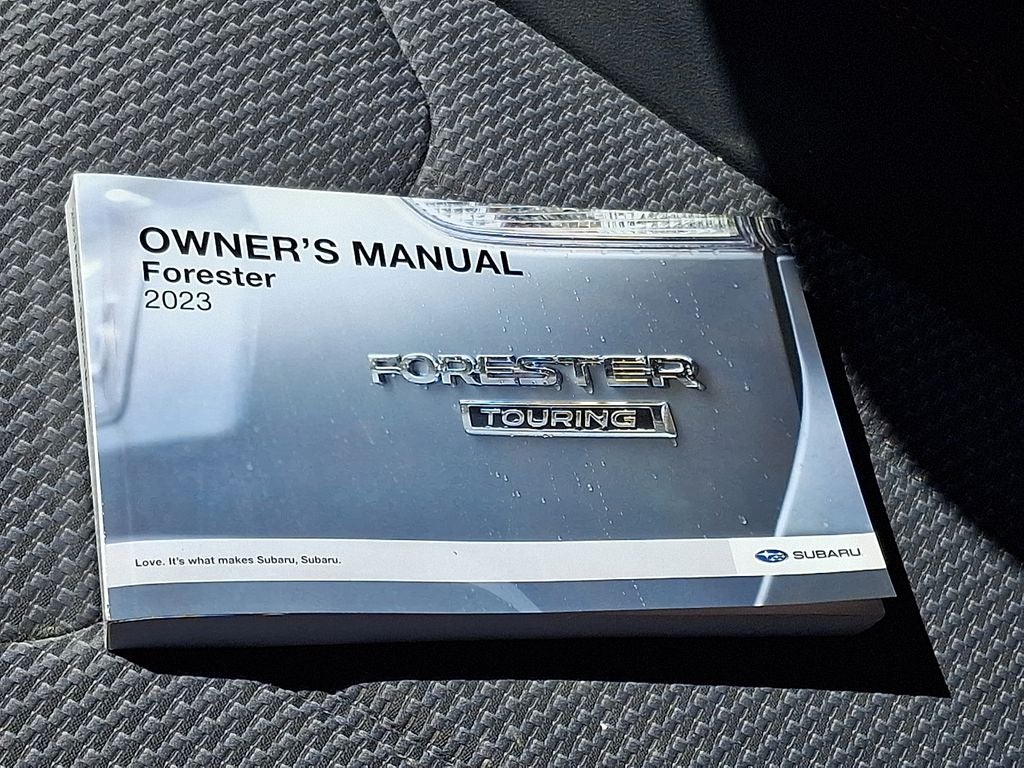 OWNER'S MANUAL
Forester
2023
FORESTER
TOURING
Love. It's what makes Subaru, Subaru.
SUBARU